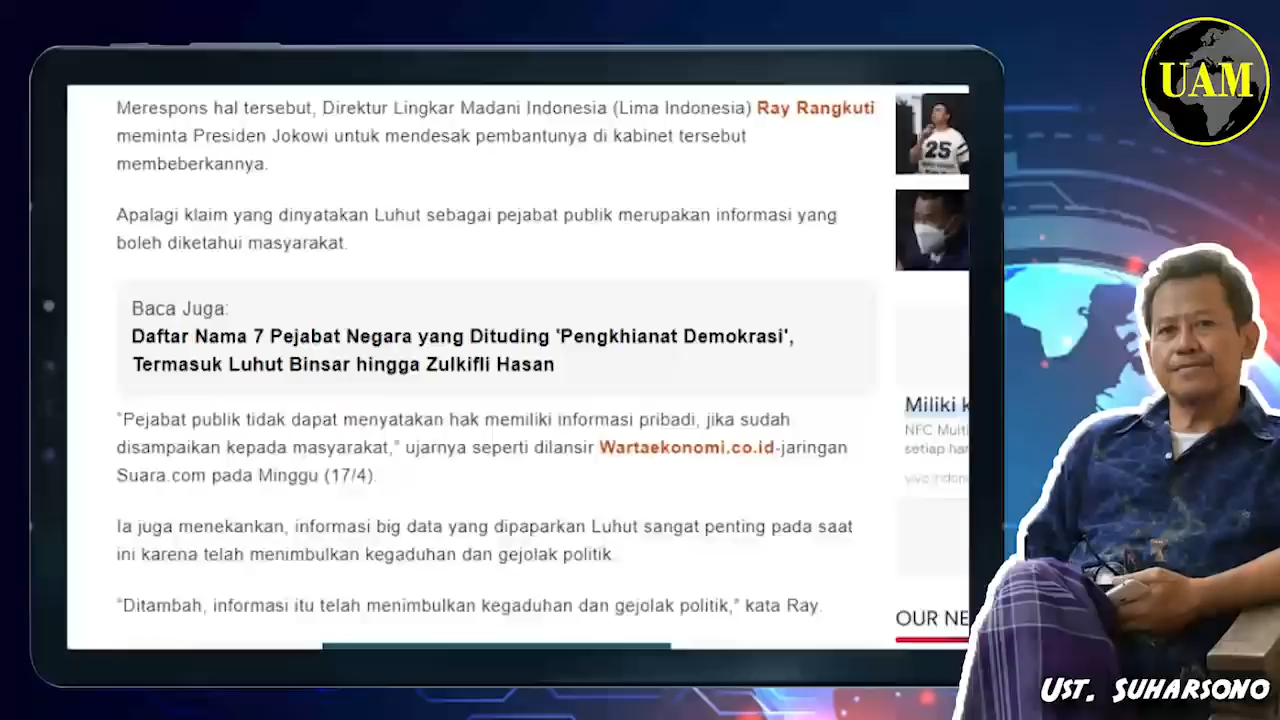 UAM
Merespons hal tersebut, Direktur Lingkar Madani Indonesia (Lima Indonesia) Ray Rangkuti
meminta Presiden Jokowi untuk mendesak pembantunya di kabinet tersebut
membeberkannya.
25
Apalagi klaim yang dinyatakan Luhut sebagai pejabat publik merupakan informasi yang
boleh diketahui masyarakat.
Baca Juga:
Daftar Nama 7 Pejabat Negara yang Dituding 'Pengkhianat Demokrasi',
Termasuk Luhut Binsar hingga Zulkifli Hasan
"Pejabat publik tidak dapat menyatakan hak memiliki informasi pribadi, jika sudah
disampaikan kepada masyarakat," ujarnya seperti dilansir Wartaekonomi.co.id-jaringan
Suara.com pada Minggu (17/4).
Ia juga menekankan, informasi big data yang dipaparkan Luhut sangat penting pada saat
ini karena telah menimbulkan kegaduhan dan gejolak politik.
"Ditambah, informasi itu telah menimbulkan kegaduhan dan gejolak politik," kata Ray.
Miliki k
NFC Multi
setiap har
OUR NE
UST. SUHARSONO